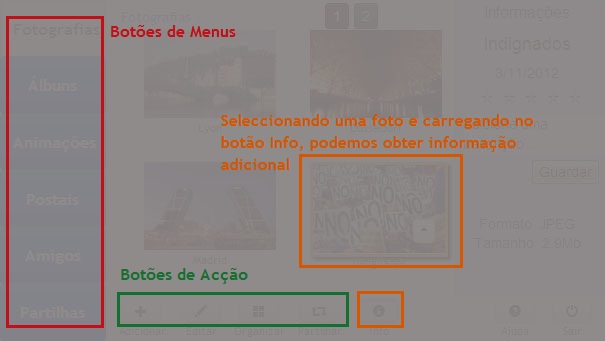 Fotografias
Botões de Menus
Fotografias
1 2
Informações
Indignados
3/11/2012
Álbuns
Animações
Postais
Amigos
Partilhas
Lyon
Seleccionando uma foto e carregando no
botão Info, podemos obter informação
adicional
Guardar
Formato: JPEG
Tamanho: 2.9Mb
Madrid
Botões de Acção
Adicionar
Editar
Organizar
Partilhar
Info
Ajuda
Sair